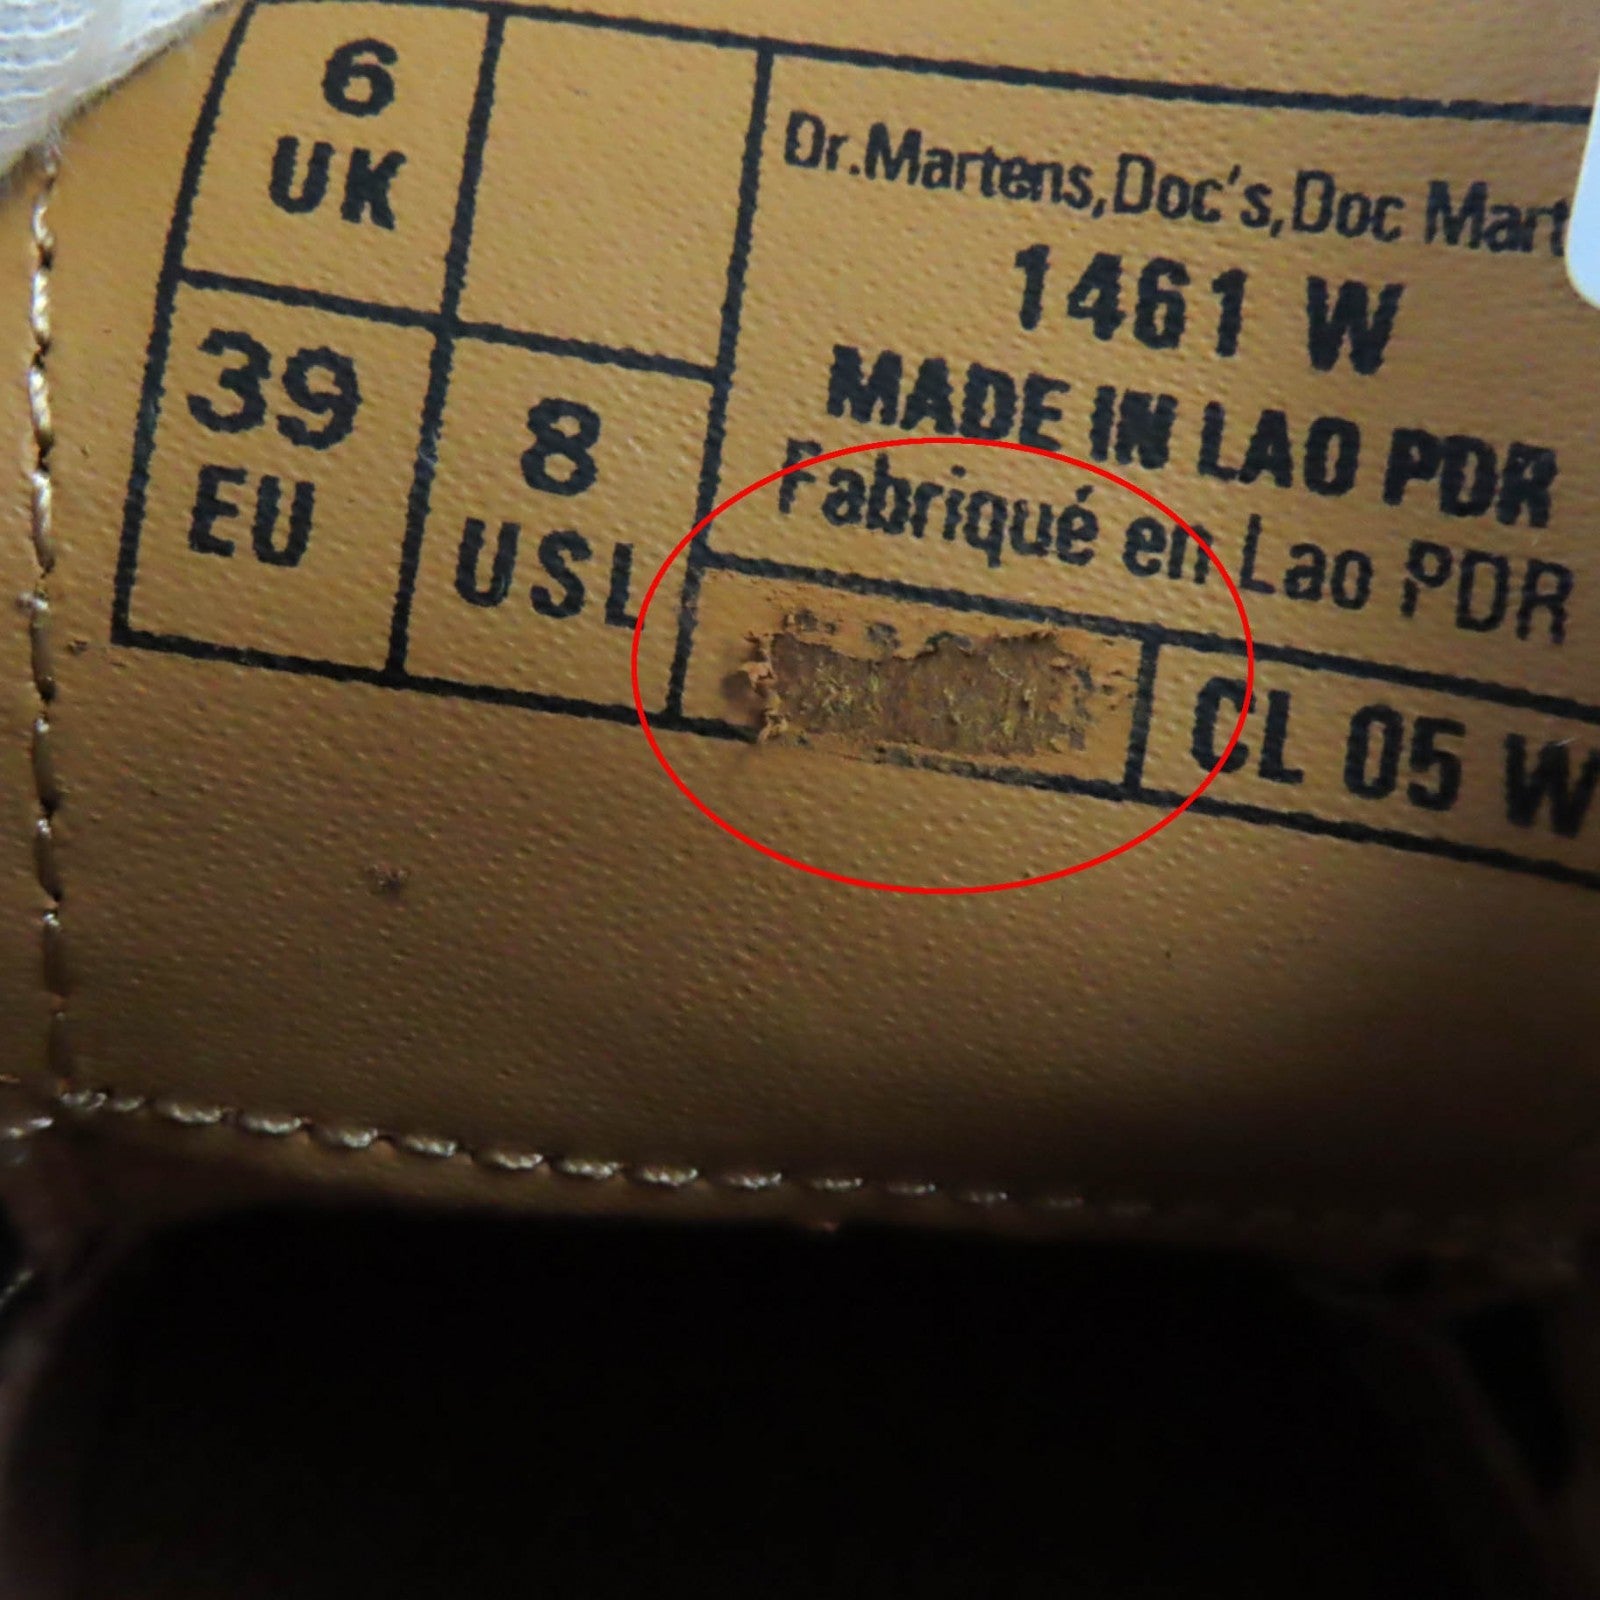 6
UK
39
EU
8
USL
Dr.Martens,Doc's,Doc Mart
1461 W
MADE IN LAO PDR
Fabriqué en Lao PDR
CL 05 W